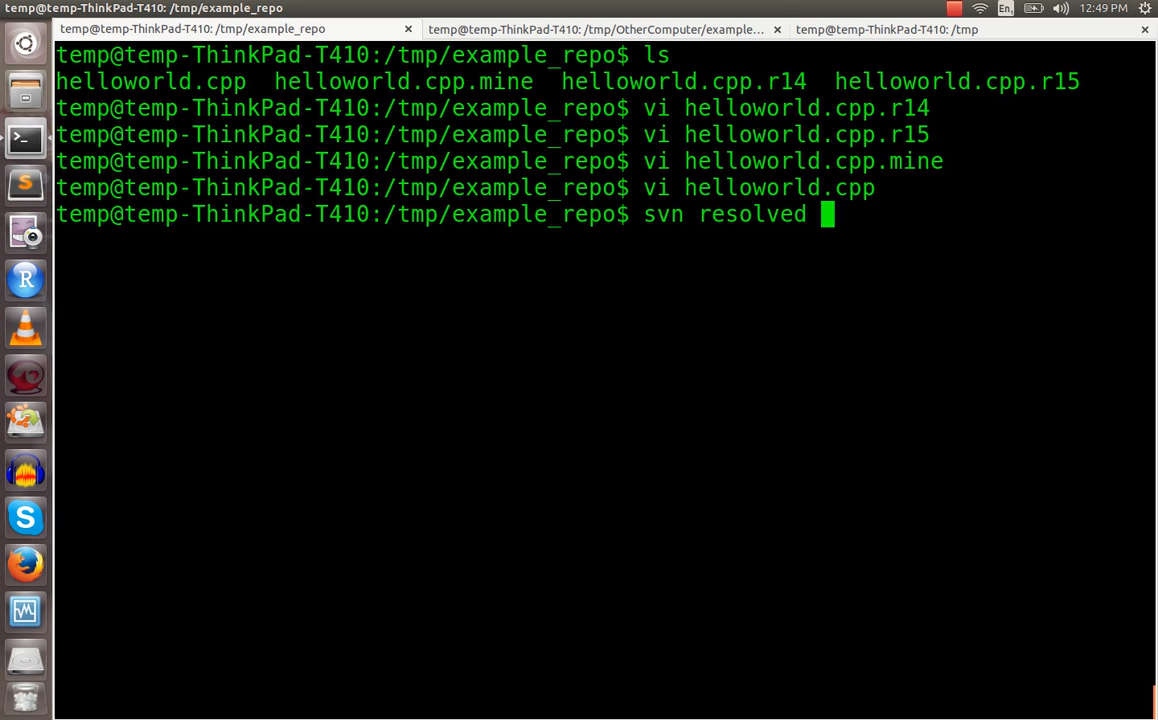 temp@temp-ThinkPad-T410: /tmp/example_repo
En1
12:49 PM
temp@temp-ThinkPad-T410: /tmp/example_repo × temp@temp-ThinkPad-T410: /tmp/OtherComputer/example... × temp@temp-ThinkPad-T410: /tmp ×
temp@temp-ThinkPad-T410:/tmp/example_repo$ ls
helloworld.cpp helloworld.cpp.mine helloworld.cpp.r14 helloworld.cpp.r15
temp@temp-ThinkPad-T410:/tmp/example_repo$ vi helloworld.cpp.r14
temp@temp-ThinkPad-T410:/tmp/example_repo$ vi helloworld.cpp.r15
temp@temp-ThinkPad-T410:/tmp/example_repo$ vi helloworld.cpp.mine
temp@temp-ThinkPad-T410:/tmp/example_repo$ vi helloworld.cpp
temp@temp-ThinkPad-T410:/tmp/example_repo$ svn resolved
>_
S
R
S